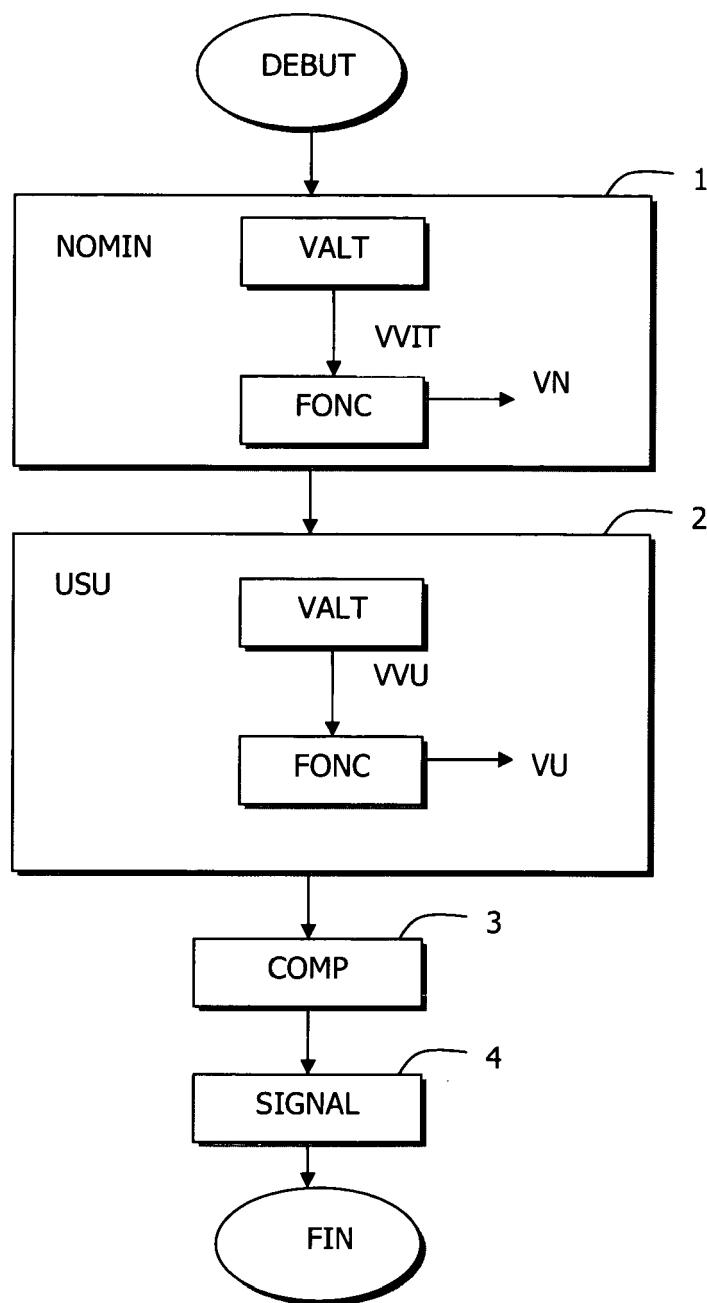 DEBUT
1
NOMIN
VALT
VVIT
FONC
VN
2
USU
VALT
VVU
FONC
VU
3
COMP
4
SIGNAL
FIN